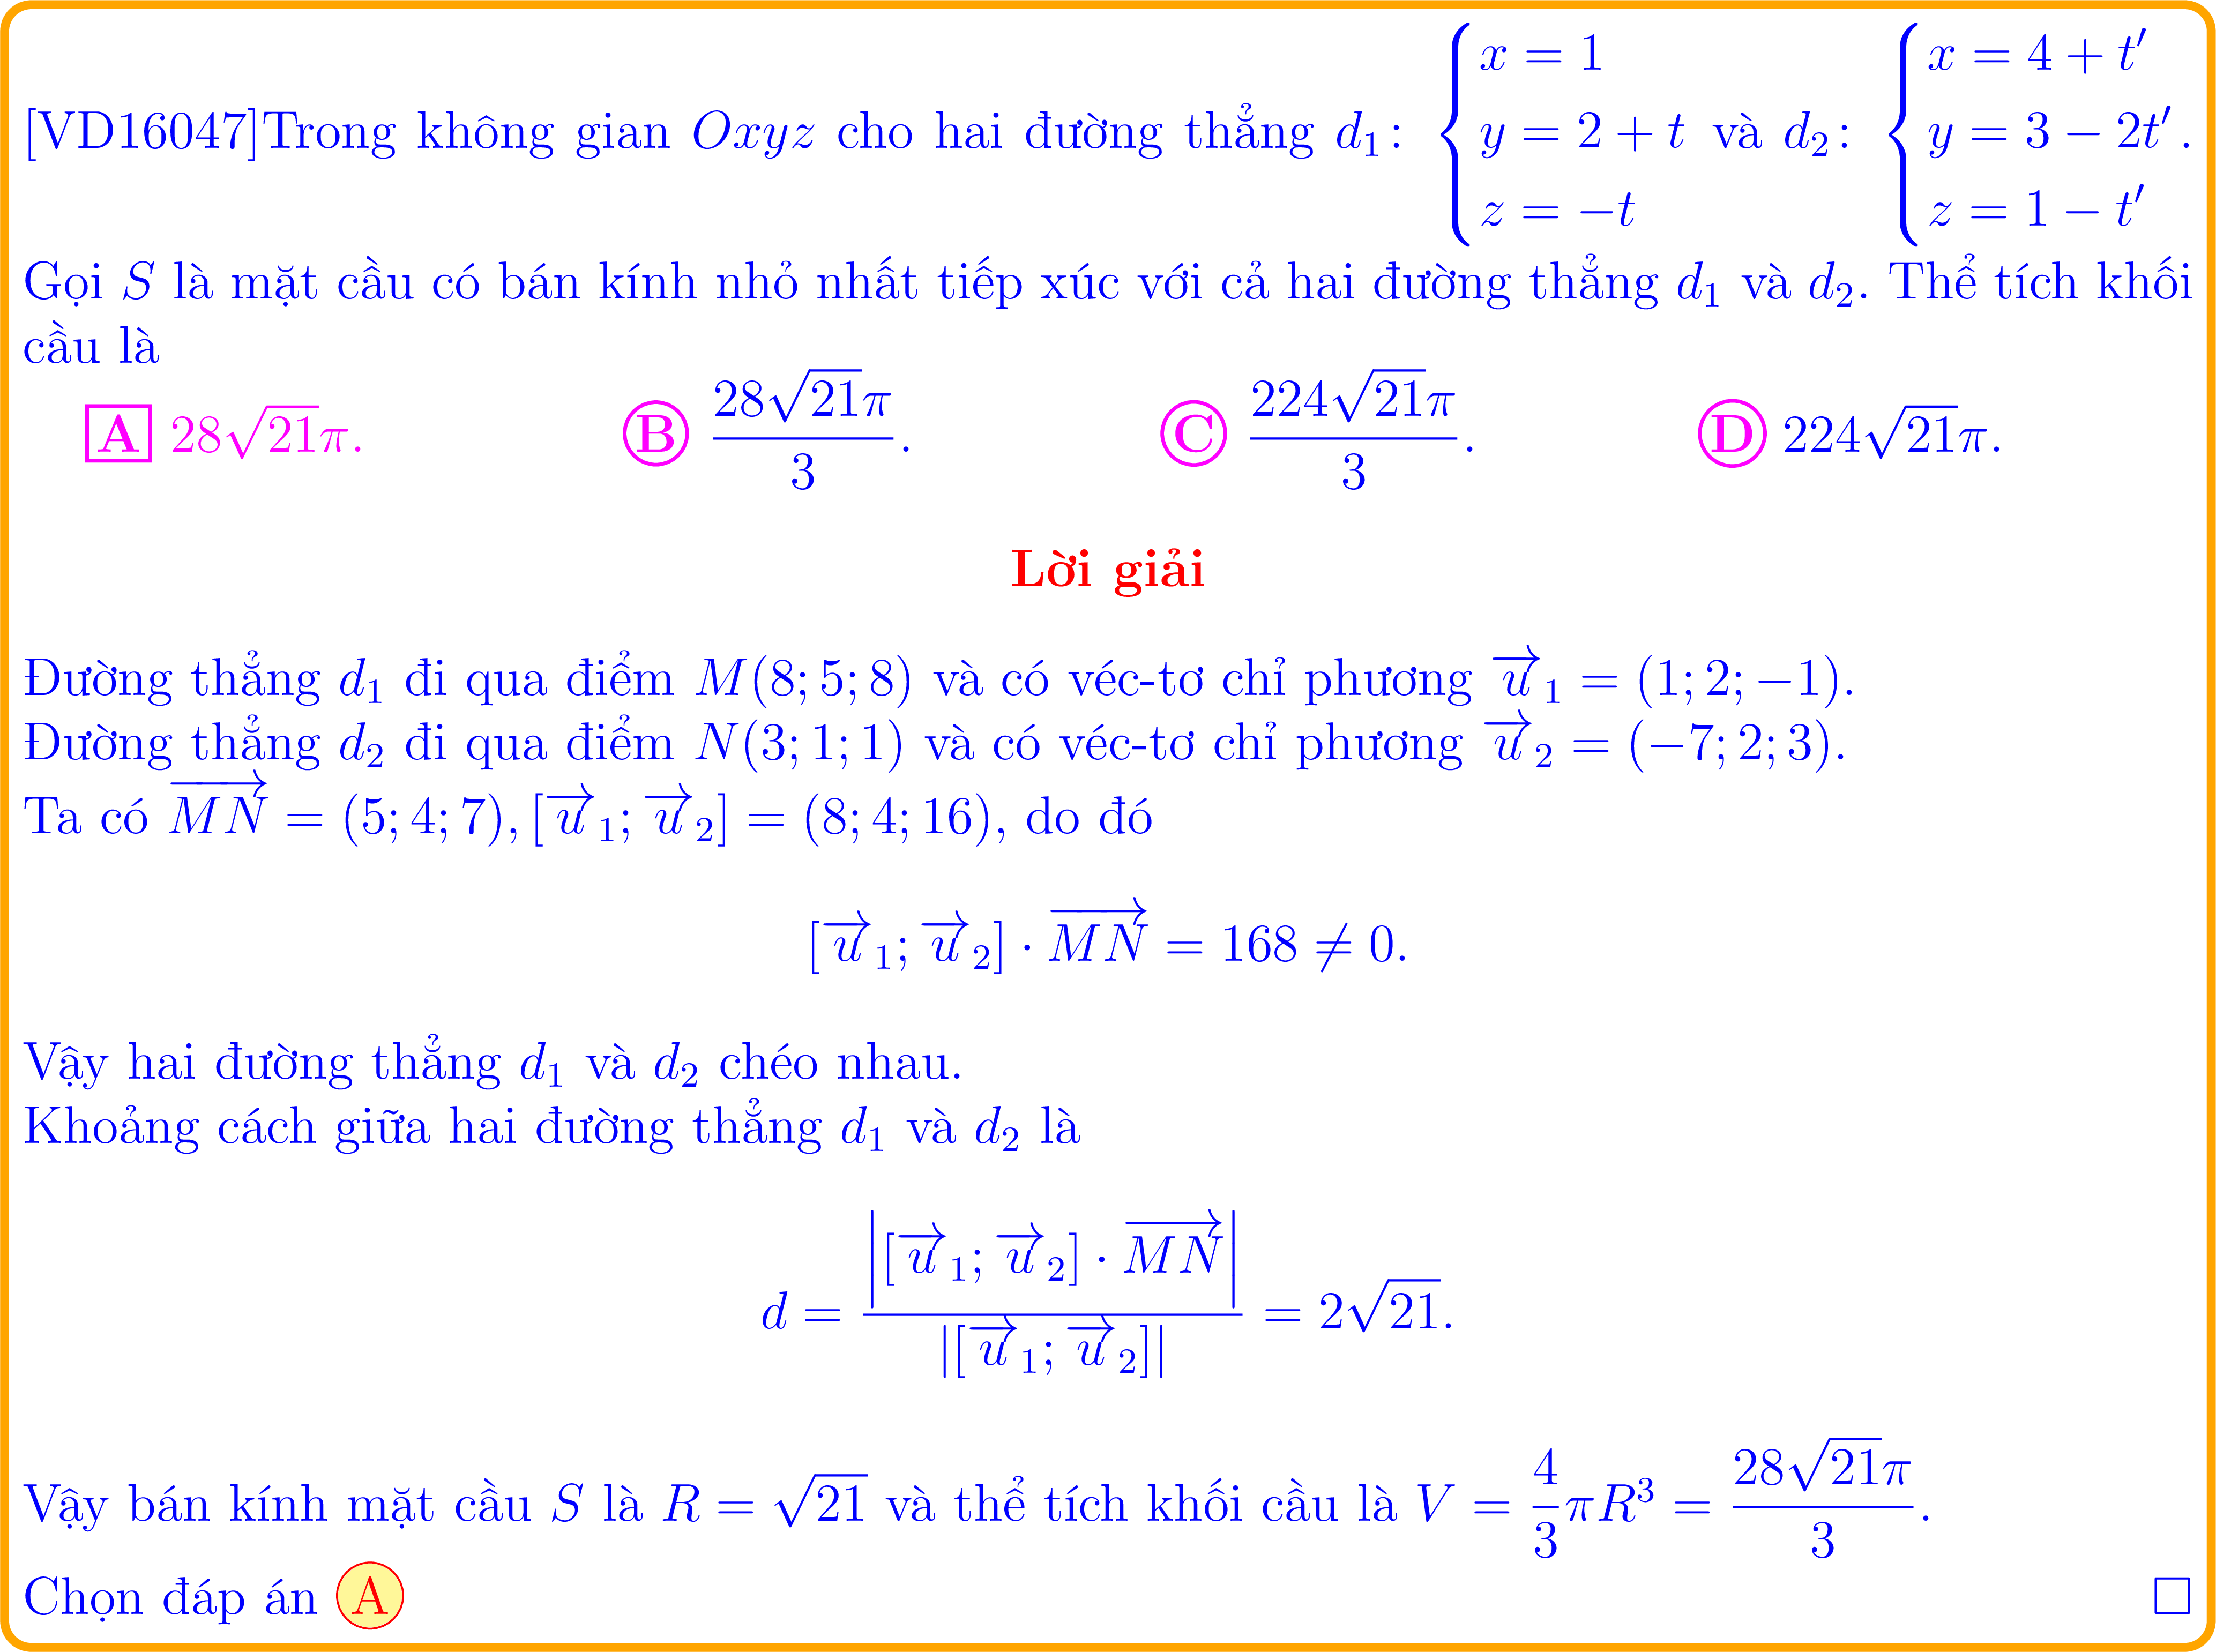 [VD16047]Trong không gian $Oxyz$ cho hai đường thẳng $d_1\colon \begin{cases} x = 1 \\ y = 2 + t \\ z = -t \end{cases}$ và $d_2\colon \begin{cases} x = 4 + t' \\ y = 3 - 2t' \\ z = 1 - t' \end{cases}$.
Gọi $S$ là mặt cầu có bán kính nhỏ nhất tiếp xúc với cả hai đường thẳng $d_1$ và $d_2$. Thể tích khối
cầu là
A $28\sqrt{21}\pi$. B $\dfrac{28\sqrt{21}\pi}{3}$. C $\dfrac{224\sqrt{21}\pi}{3}$. D $224\sqrt{21}\pi$.
Lời giải
Đường thẳng $d_1$ đi qua điểm $M(8; 5; 8)$ và có véc-tơ chỉ phương $\overrightarrow{u}_1 = (1; 2; -1)$.
Đường thẳng $d_2$ đi qua điểm $N(3; 1; 1)$ và có véc-tơ chỉ phương $\overrightarrow{u}_2 = (-7; 2; 3)$.
Ta có $\overrightarrow{MN} = (5; 4; 7), [\overrightarrow{u}_1; \overrightarrow{u}_2] = (8; 4; 16)$, do đó
$[\overrightarrow{u}_1; \overrightarrow{u}_2] \cdot \overrightarrow{MN} = 168 \neq 0.$
Vậy hai đường thẳng $d_1$ và $d_2$ chéo nhau.
Khoảng cách giữa hai đường thẳng $d_1$ và $d_2$ là
$d = \dfrac{\left|[\overrightarrow{u}_1; \overrightarrow{u}_2] \cdot \overrightarrow{MN}\right|}{|[\overrightarrow{u}_1; \overrightarrow{u}_2]|} = 2\sqrt{21}.$
Vậy bán kính mặt cầu $S$ là $R = \sqrt{21}$ và thể tích khối cầu là $V = \dfrac{4}{3}\pi R^3 = \dfrac{28\sqrt{21}\pi}{3}$.
Chọn đáp án A □